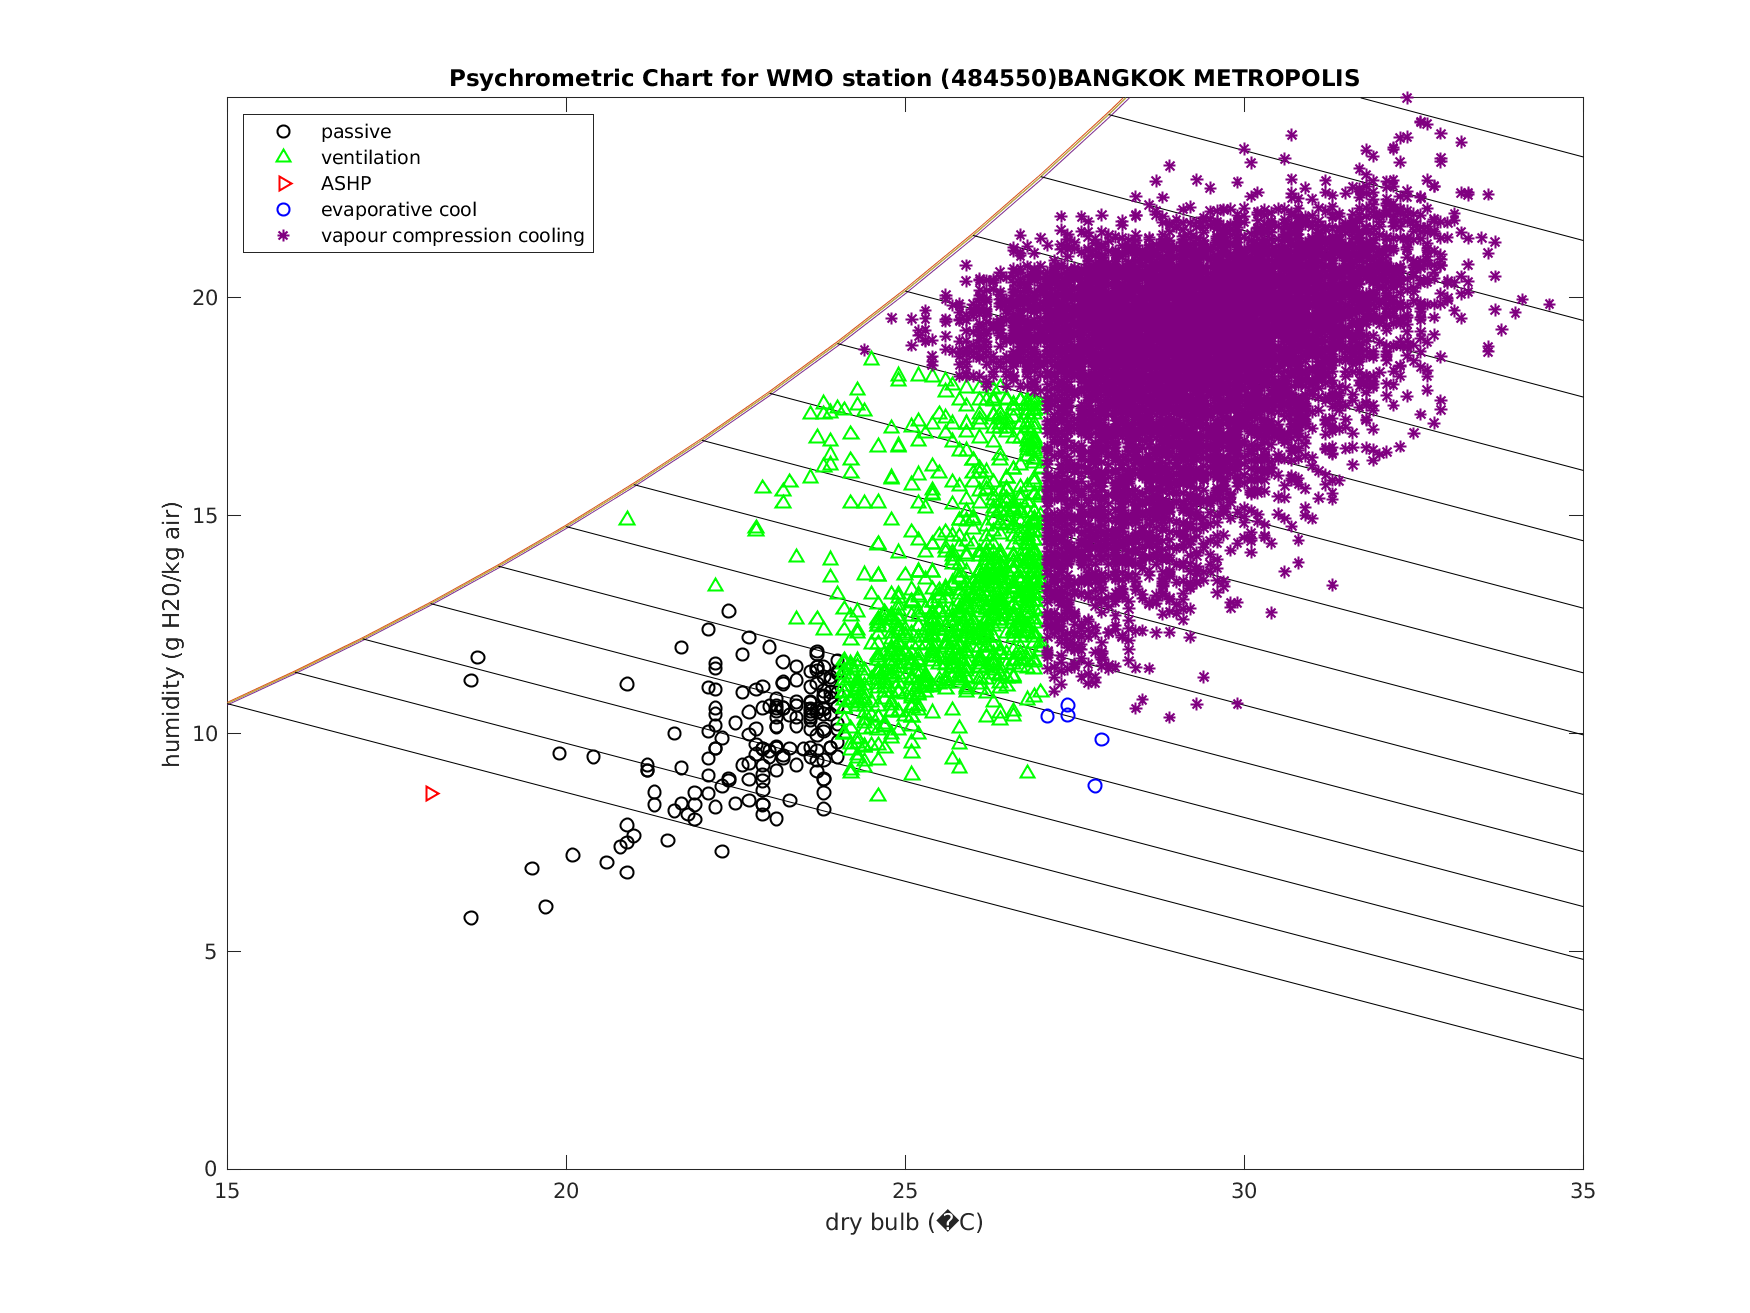 Psychrometric Chart for WMO station (484550)BANGKOK METROPOLIS
passive
ventilation
ASHP
evaporative cool
vapour compression cooling
humidity (g H20/kg air)
20
15
10
5
0
15
20
25
30
35
dry bulb (�C)